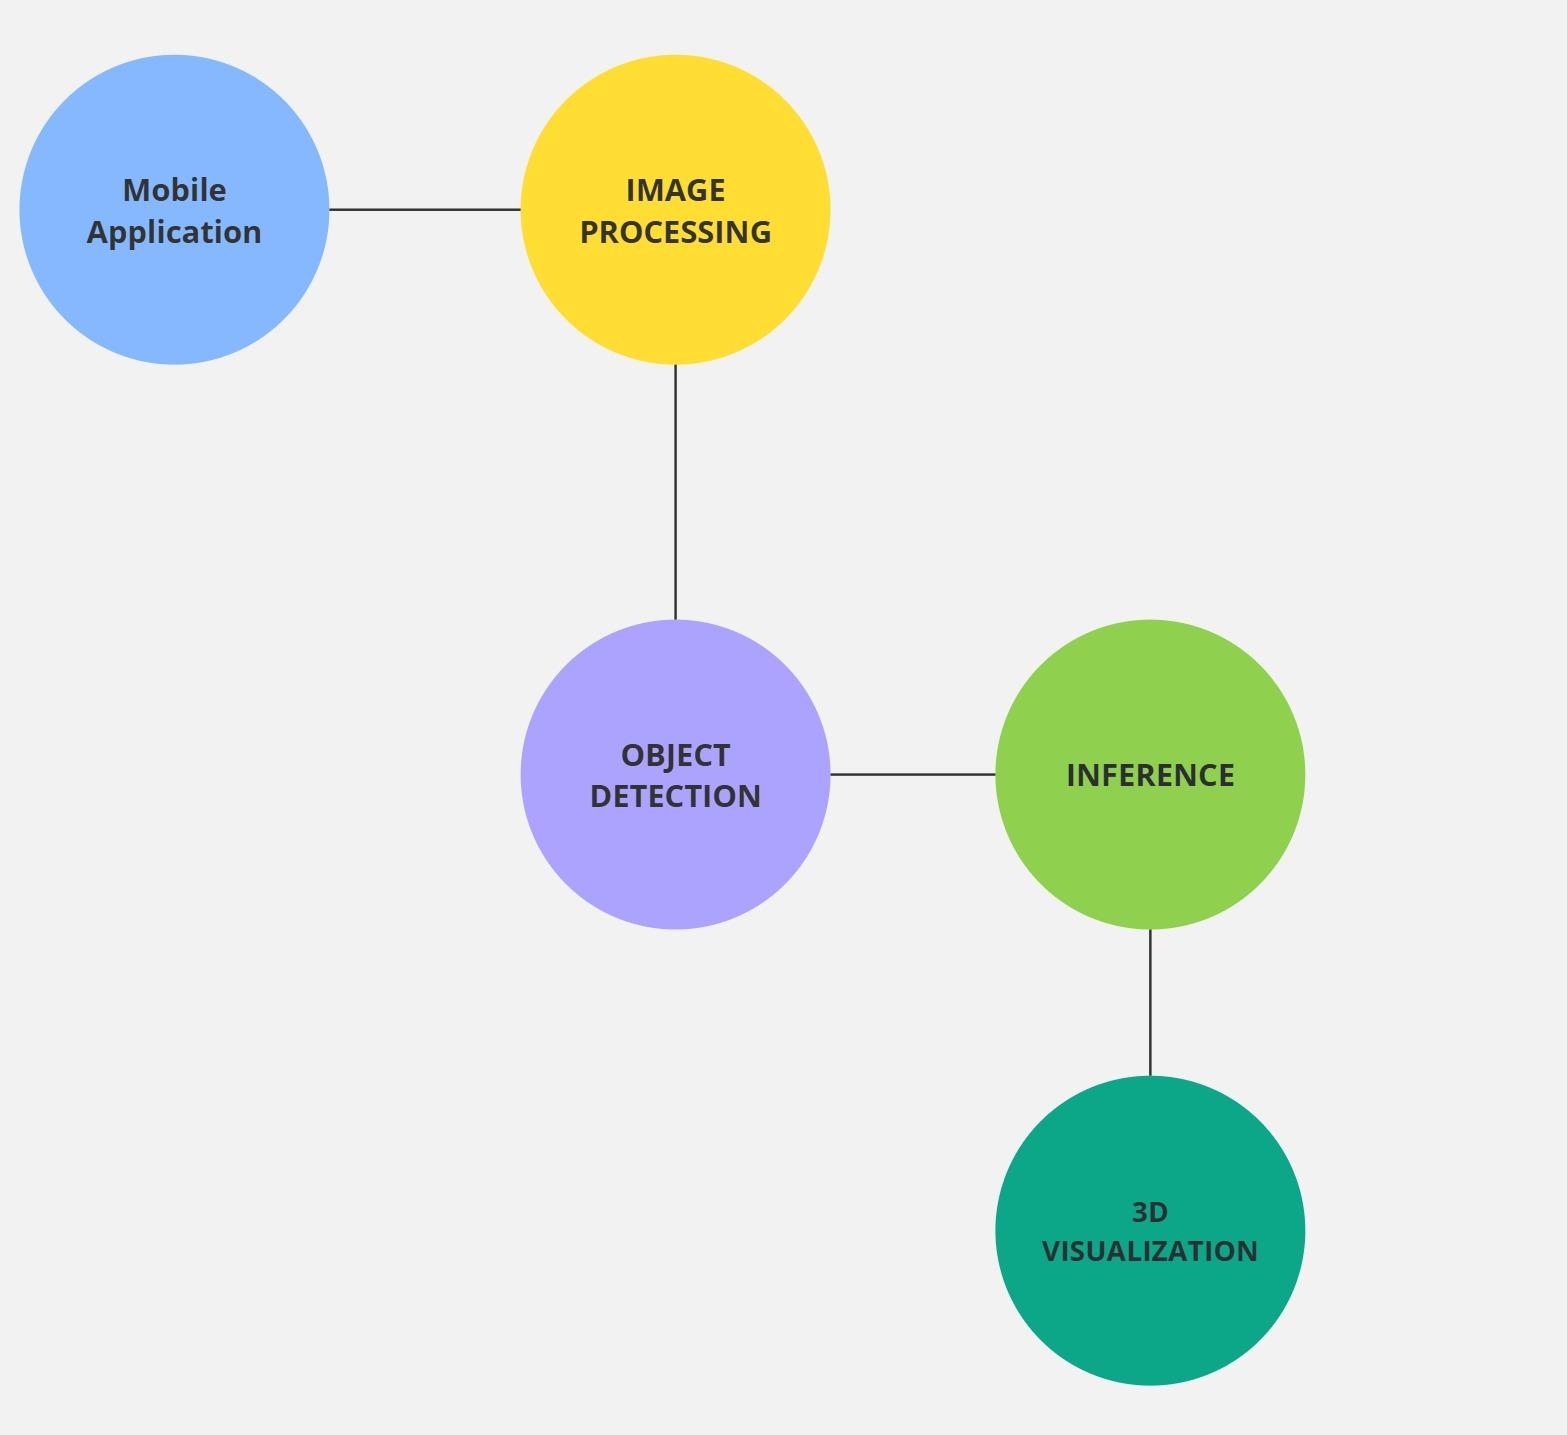 Mobile
Application
IMAGE
PROCESSING
OBJECT
DETECTION
INFERENCE
3D
VISUALIZATION